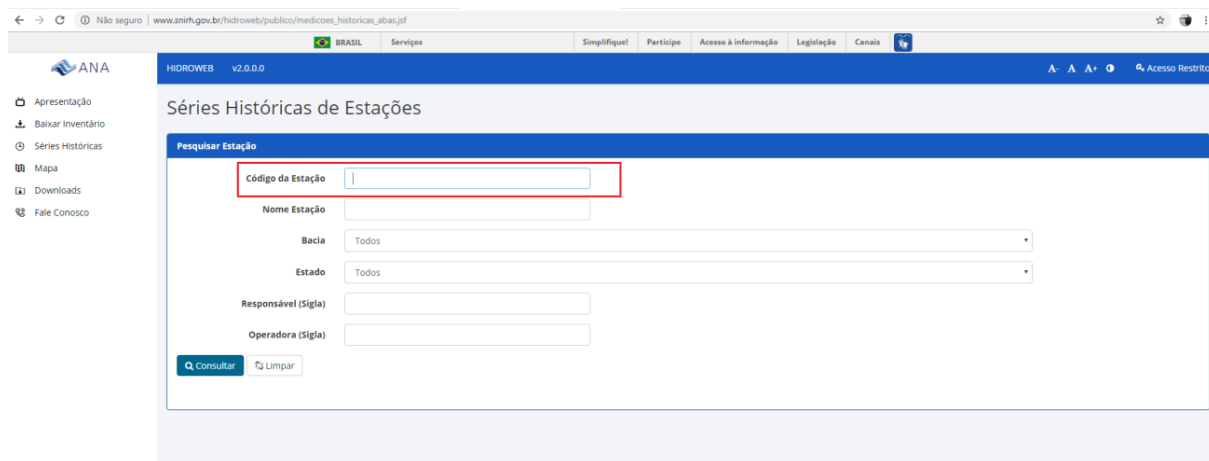 Não seguro | www.snirh.gov.br/hidroweb/publico/medicoes_historicas_abas.jsf
BRASIL Serviços Simplifique! Participe Acesso à informação Legislação Canais
ANA HIDROWEB v2.0.0.0 A- A A+ Acesso Restrito
Apresentação
Baixar Inventário
Séries Históricas
Mapa
Downloads
Fale Conosco
Séries Históricas de Estações
Pesquisar Estação
Código da Estação
Nome Estação
Bacia Todos
Estado Todos
Responsável (Sigla)
Operadora (Sigla)
Consultar Limpar